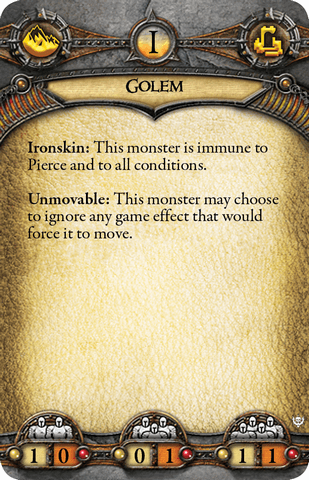 I
GOLEM
Ironskin: This monster is immune to
Pierce and to all conditions.
Unmovable: This monster may choose
to ignore any game effect that would
force it to move.
1 0 0 1 1 1